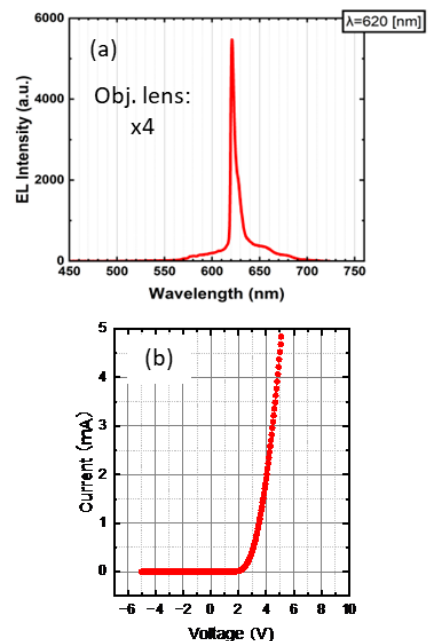 λ=620 [nm]
(a)
Obj. lens:
x4
EL Intensity (a.u.)
6000
4000
2000
0
450 500 550 600 650 700 750
Wavelength (nm)
(b)
Current (mA)
5
4
3
2
1
0
−6 −4 −2 0 2 4 6 8 10
Voltage (V)